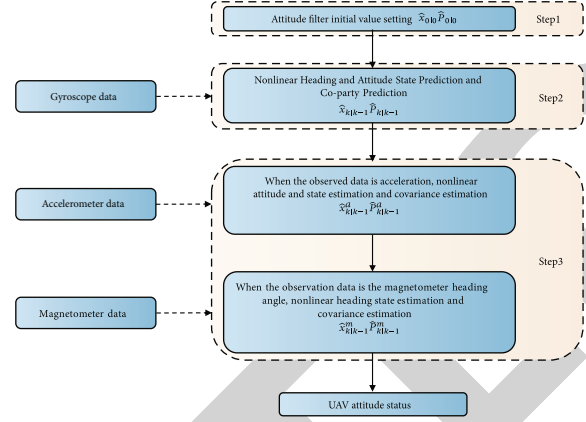 Attitude filter initial value setting x̂₀|₀ P̂₀|₀
Step1
Nonlinear Heading and Attitude State Prediction and
Co-party Prediction
x̂ₖ|ₖ₋₁ P̂ₖ|ₖ₋₁
Gyroscope data
Step2
When the observed data is acceleration, nonlinear
attitude and state estimation and covariance estimation
x̂ᵃₖ|ₖ₋₁ P̂ᵃₖ|ₖ₋₁
Accelerometer data
Step3
When the observation data is the magnetometer heading
angle, nonlinear heading state estimation and
covariance estimation
x̂ᵐₖ|ₖ₋₁ P̂ᵐₖ|ₖ₋₁
Magnetometer data
UAV attitude status